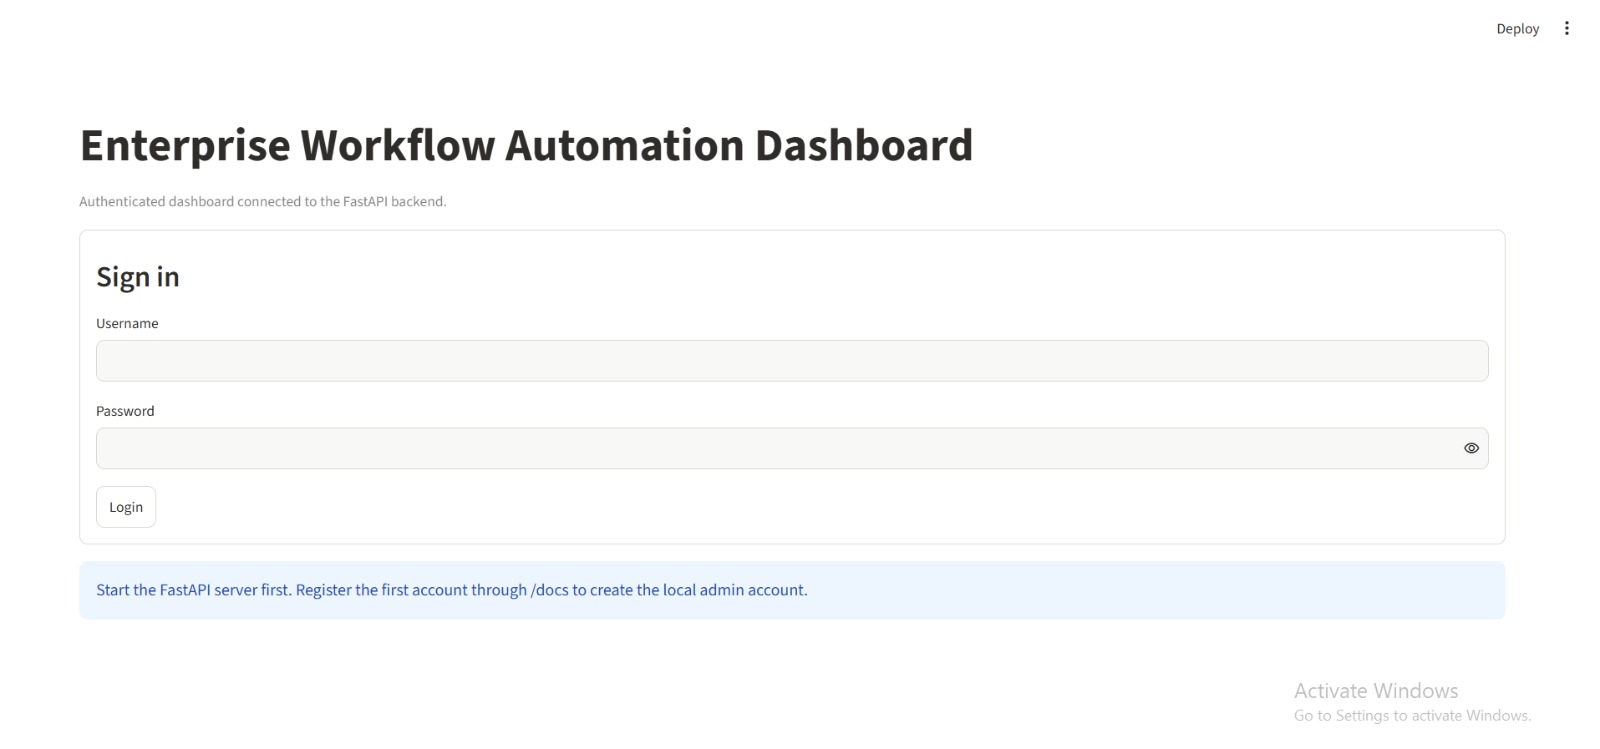 Deploy
Enterprise Workflow Automation Dashboard
Authenticated dashboard connected to the FastAPI backend.
Sign in
Username
Password
Login
Start the FastAPI server first. Register the first account through /docs to create the local admin account.
Activate Windows
Go to Settings to activate Windows.